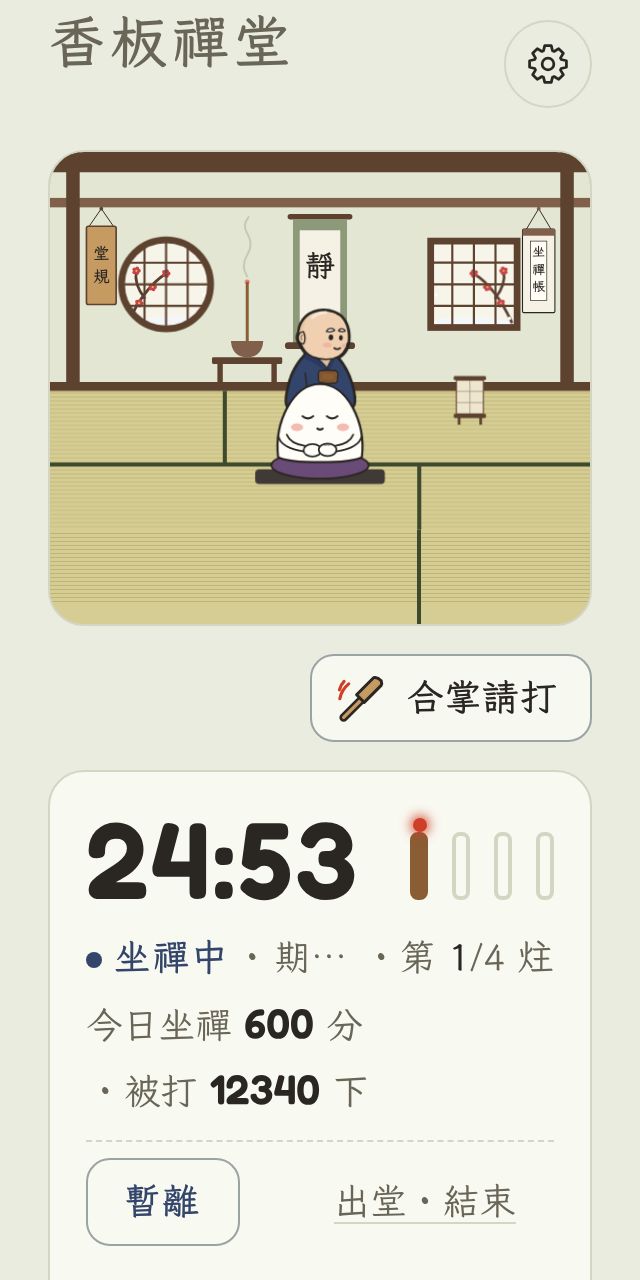 香板禪堂
堂規
靜
坐禪帳
合掌請打
24:53
坐禪中 · 期… · 第 1/4 炷
今日坐禪 600 分
· 被打 12340 下
暫離
出堂・結束